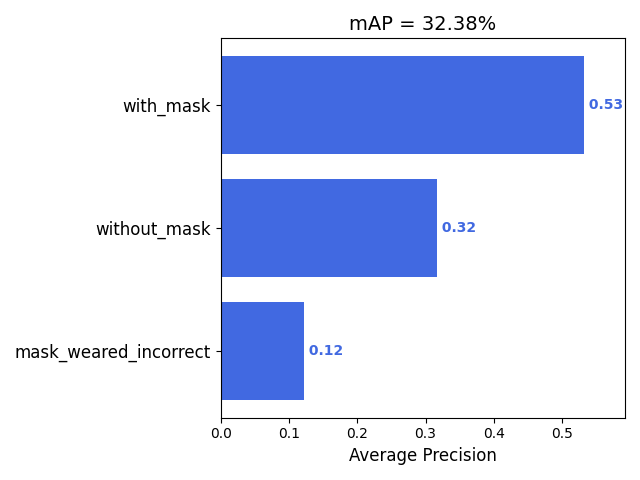 mAP = 32.38%
with_mask
0.53
without_mask
0.32
mask_weared_incorrect
0.12
0.0 0.1 0.2 0.3 0.4 0.5
Average Precision